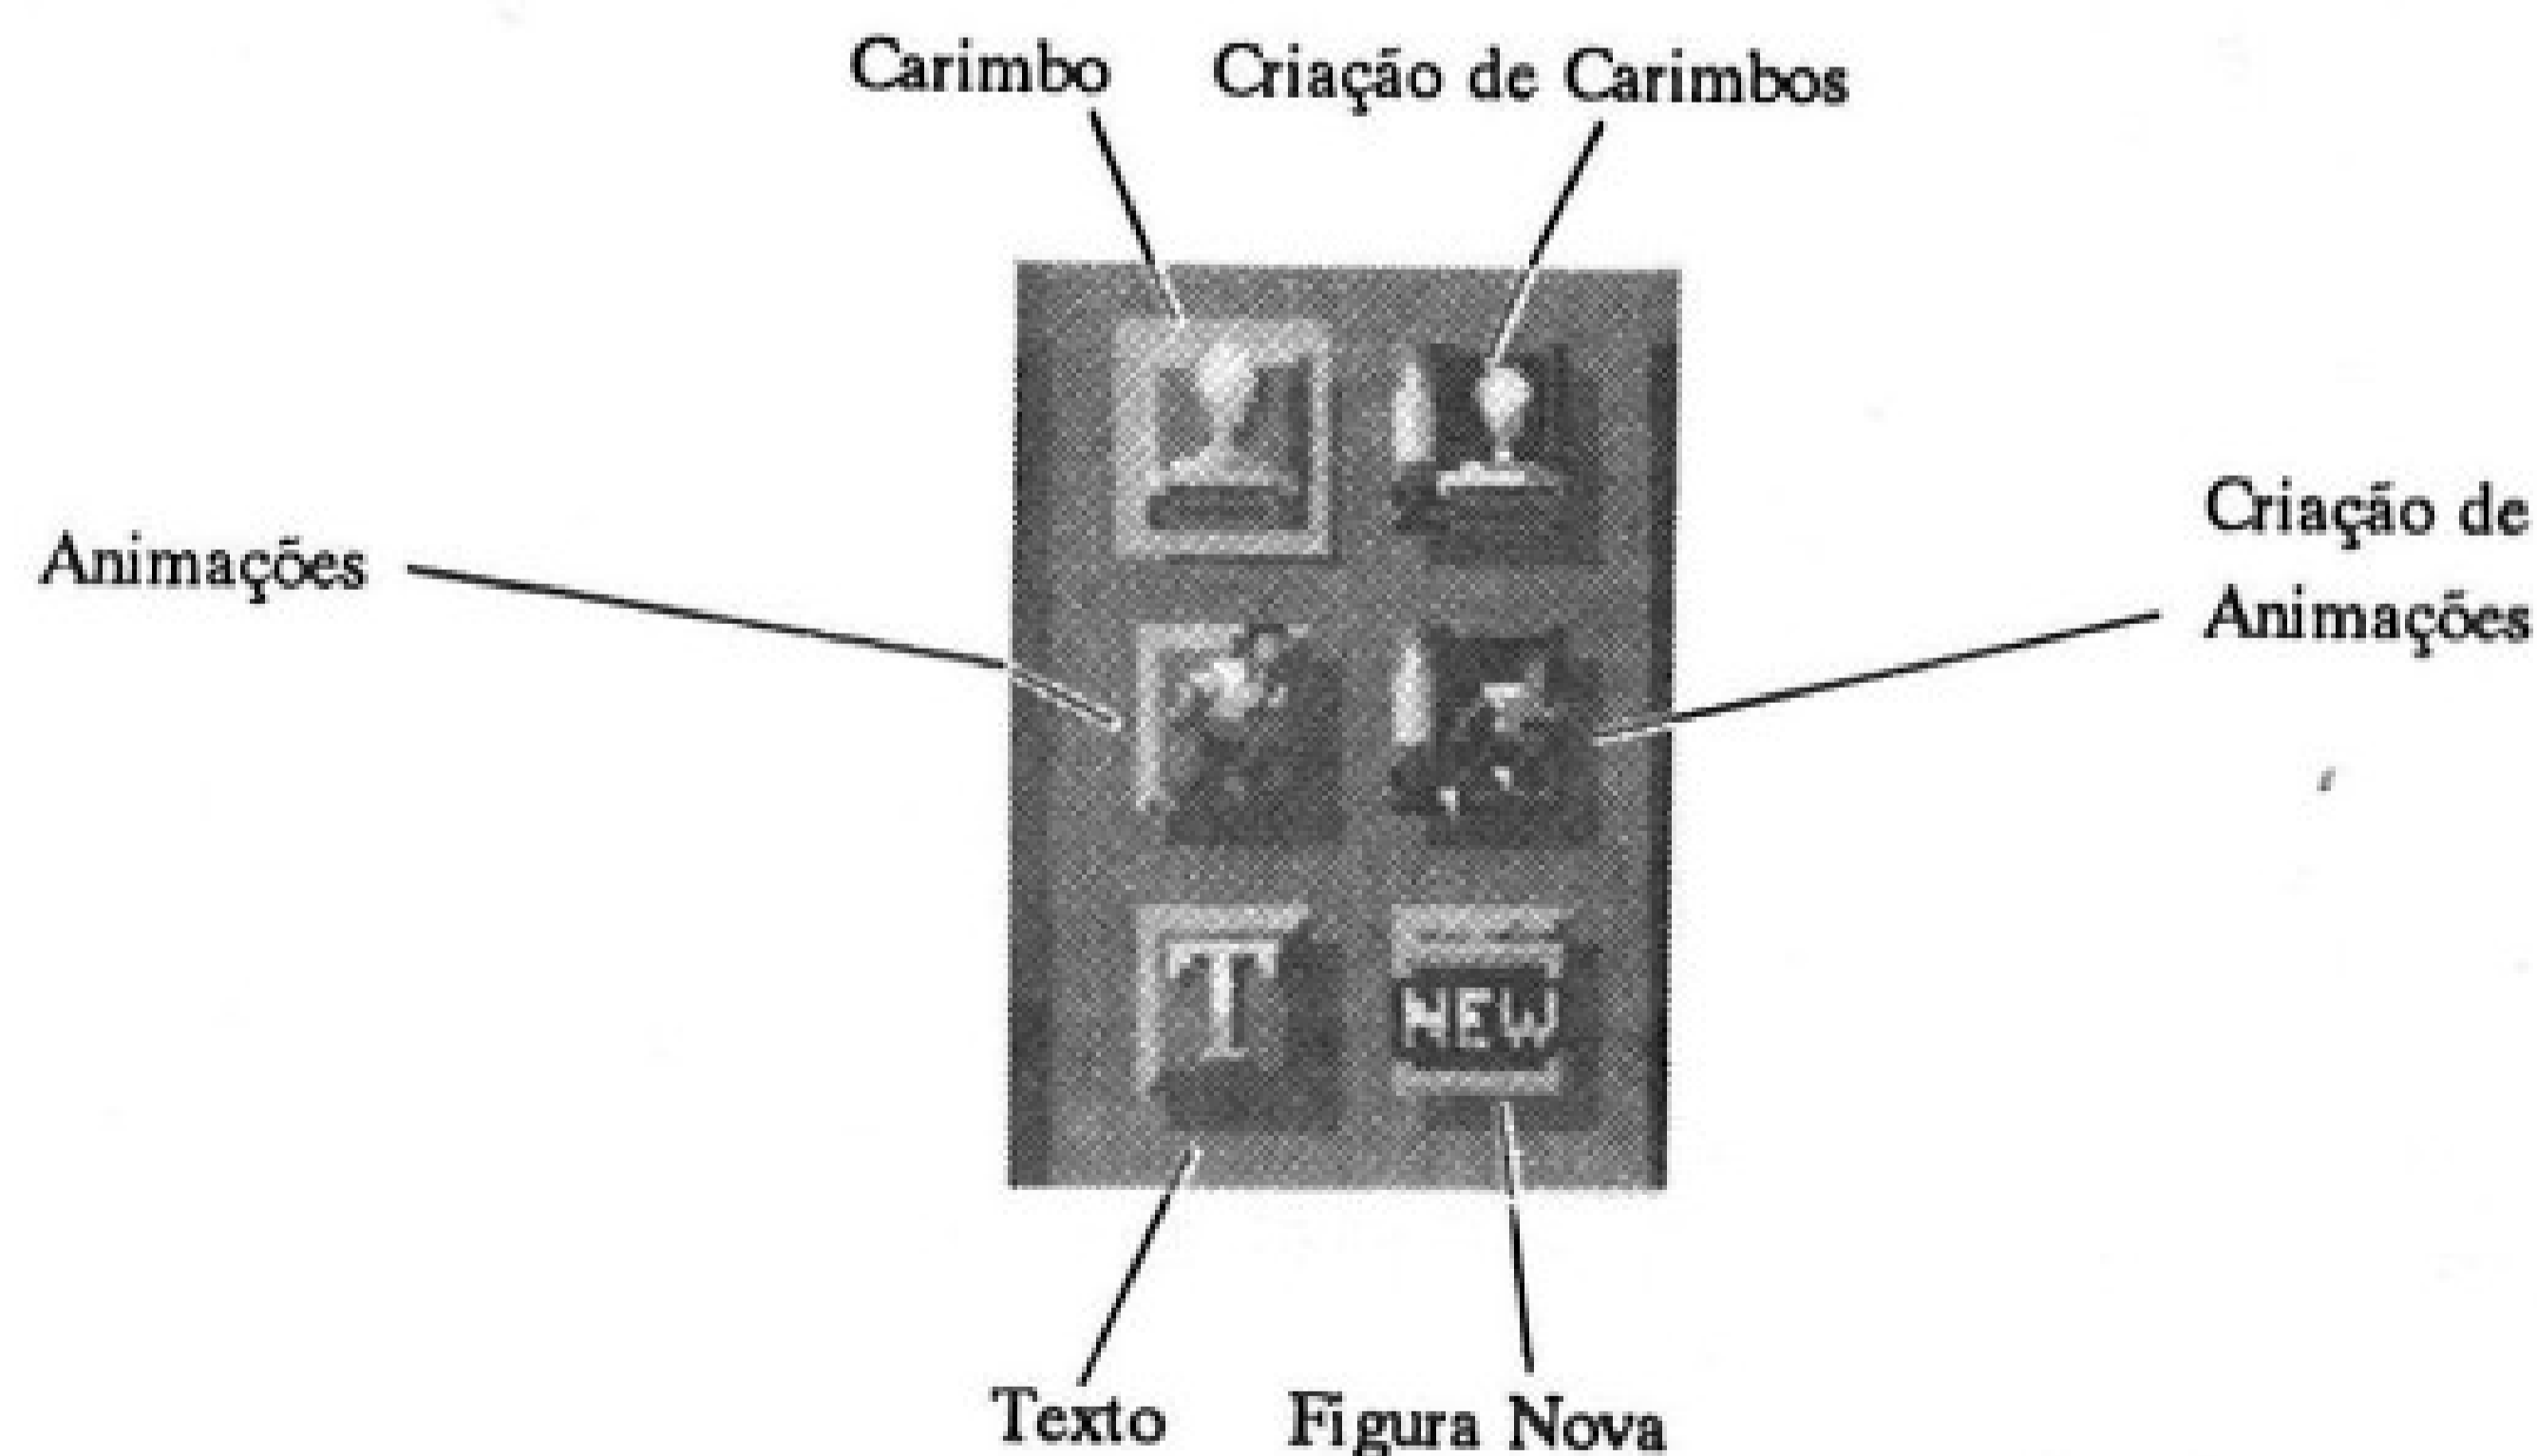 Carimbo
Criação de Carimbos
Animações
Criação de
Animações
T
NEW
Texto
Figura Nova